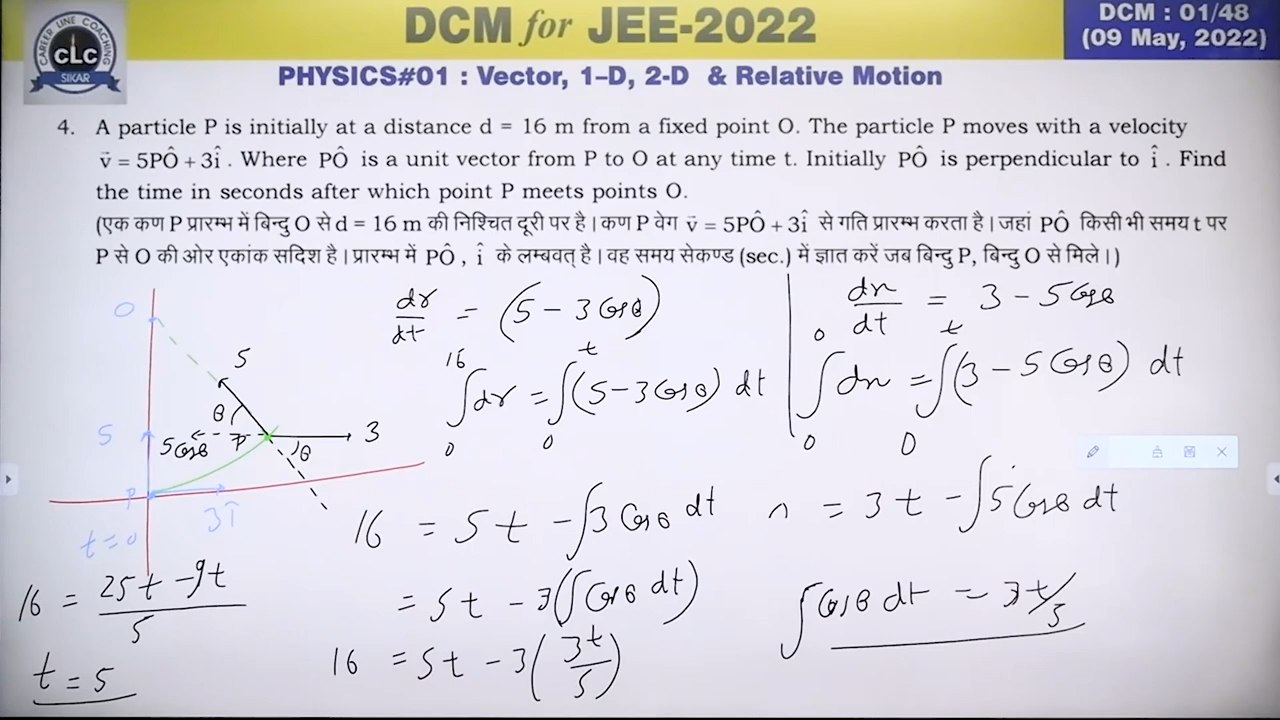 CAREER LINE COACHING
CLC
SIKAR
DCM for JEE-2022
DCM : 01/48
(09 May, 2022)
PHYSICS#01 : Vector, 1–D, 2-D & Relative Motion
4. A particle P is initially at a distance d = 16 m from a fixed point O. The particle P moves with a velocity
v⃗ = 5PÔ + 3î . Where PÔ is a unit vector from P to O at any time t. Initially PÔ is perpendicular to î . Find
the time in seconds after which point P meets points O.
(एक कण P प्रारम्भ में बिन्दु O से d = 16 m की निश्चित दूरी पर है। कण P वेग v⃗ = 5PÔ + 3î से गति प्रारम्भ करता है। जहां PÔ किसी भी समय t पर
P से O की ओर एकांक सदिश है। प्रारम्भ में PÔ , î के लम्बवत् है। वह समय सेकण्ड (sec.) में ज्ञात करें जब बिन्दु P, बिन्दु O से मिले।)
O
5
θ
5cosθ
P
3
θ
5
P
3î
t=0
dr/dt = (5 – 3cosθ)
∫₀¹⁶ dr = ∫₀ᵗ (5–3cosθ) dt
16 = 5t – ∫3cosθ dt
= 5t – 3(∫cosθ dt)
16 = 5t – 3(3t/5)
dx/dt = 3 – 5cosθ
∫₀⁰ dx = ∫₀ᵗ (3 – 5cosθ) dt
= 3t – ∫5cosθ dt
∫cosθ dt = 3t/5
16 = 25t – 9t/5
t = 5